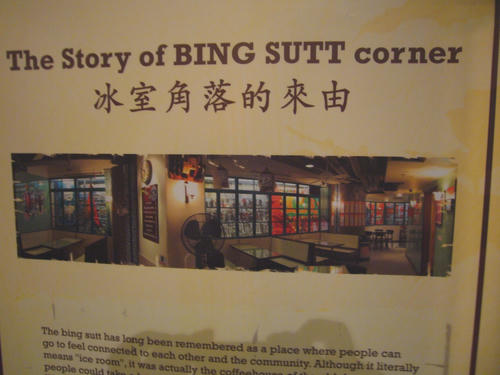 The Story of BING SUTT corner
冰室角落的來由
The bing sutt has long been remembered as a place where people can
go to feel connected to each other and the community. Although it literally
means "ice room", it was actually the coffeehouse of
people could